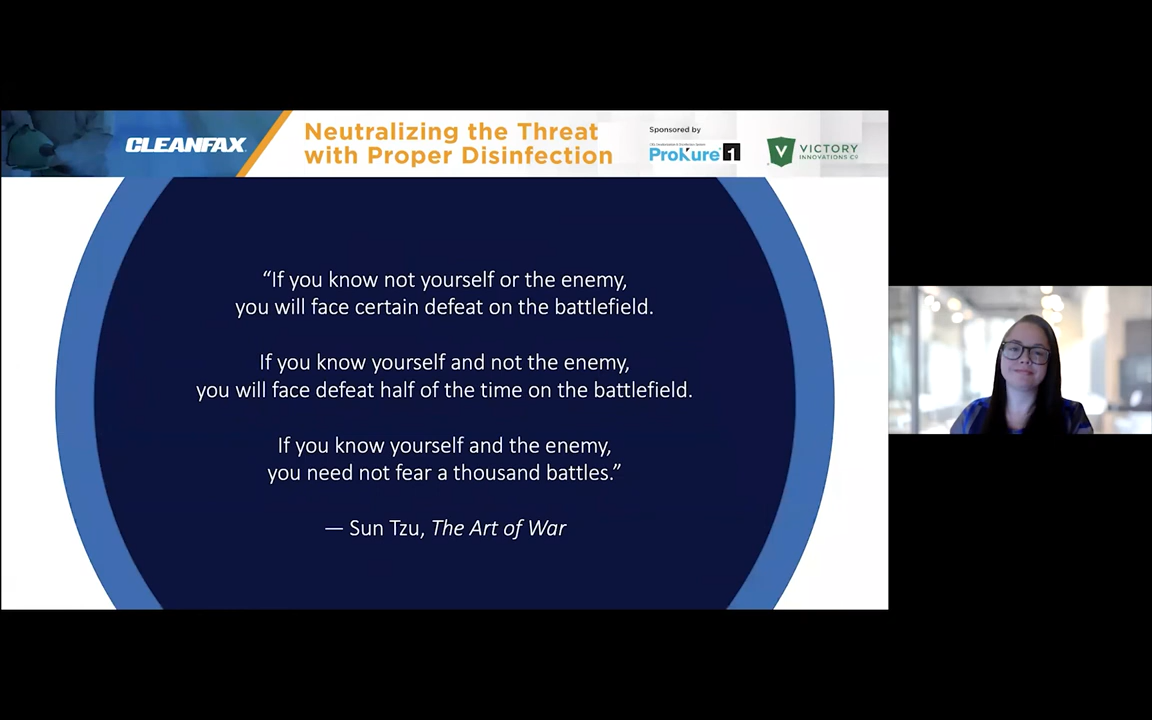 CLEANFAX
Neutralizing the Threat
with Proper Disinfection
Sponsored by
ProKure 1
VICTORY
INNOVATIONS CO
“If you know not yourself or the enemy,
you will face certain defeat on the battlefield.
If you know yourself and not the enemy,
you will face defeat half of the time on the battlefield.
If you know yourself and the enemy,
you need not fear a thousand battles.”
— Sun Tzu, The Art of War